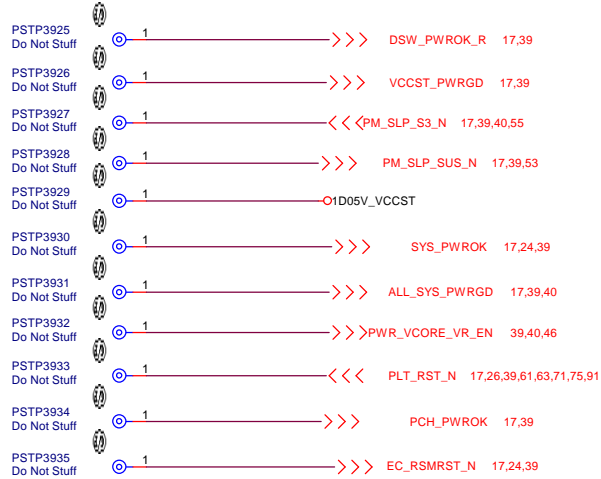 PSTP3925
Do Not Stuff
1
DSW_PWROK_R 17,39
PSTP3926
Do Not Stuff
1
VCCST_PWRGD 17,39
PSTP3927
Do Not Stuff
1
PM_SLP_S3_N 17,39,40,55
PSTP3928
Do Not Stuff
1
PM_SLP_SUS_N 17,39,53
PSTP3929
Do Not Stuff
1
1D05V_VCCST
PSTP3930
Do Not Stuff
1
SYS_PWROK 17,24,39
PSTP3931
Do Not Stuff
1
ALL_SYS_PWRGD 17,39,40
PSTP3932
Do Not Stuff
1
PWR_VCORE_VR_EN 39,40,46
PSTP3933
Do Not Stuff
1
PLT_RST_N 17,26,39,61,63,71,75,91
PSTP3934
Do Not Stuff
1
PCH_PWROK 17,39
PSTP3935
Do Not Stuff
1
EC_RSMRST_N 17,24,39